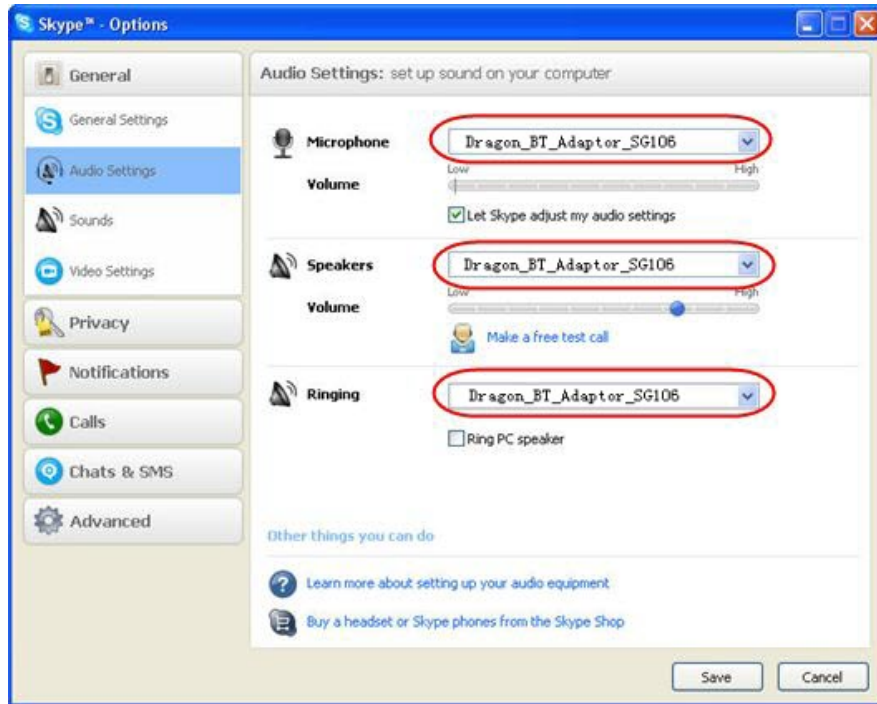 Skype™ - Options
General
General Settings
Audio Settings
Sounds
Video Settings
Privacy
Notifications
Calls
Chats & SMS
Advanced
Audio Settings: set up sound on your computer
Microphone Dragon_BT_Adaptor_SG106
Low High
Volume
Let Skype adjust my audio settings
Speakers Dragon_BT_Adaptor_SG106
Low High
Volume
Make a free test call
Ringing Dragon_BT_Adaptor_SG106
Ring PC speaker
Other things you can do
Learn more about setting up your audio equipment
Buy a headset or Skype phones from the Skype Shop
Save Cancel